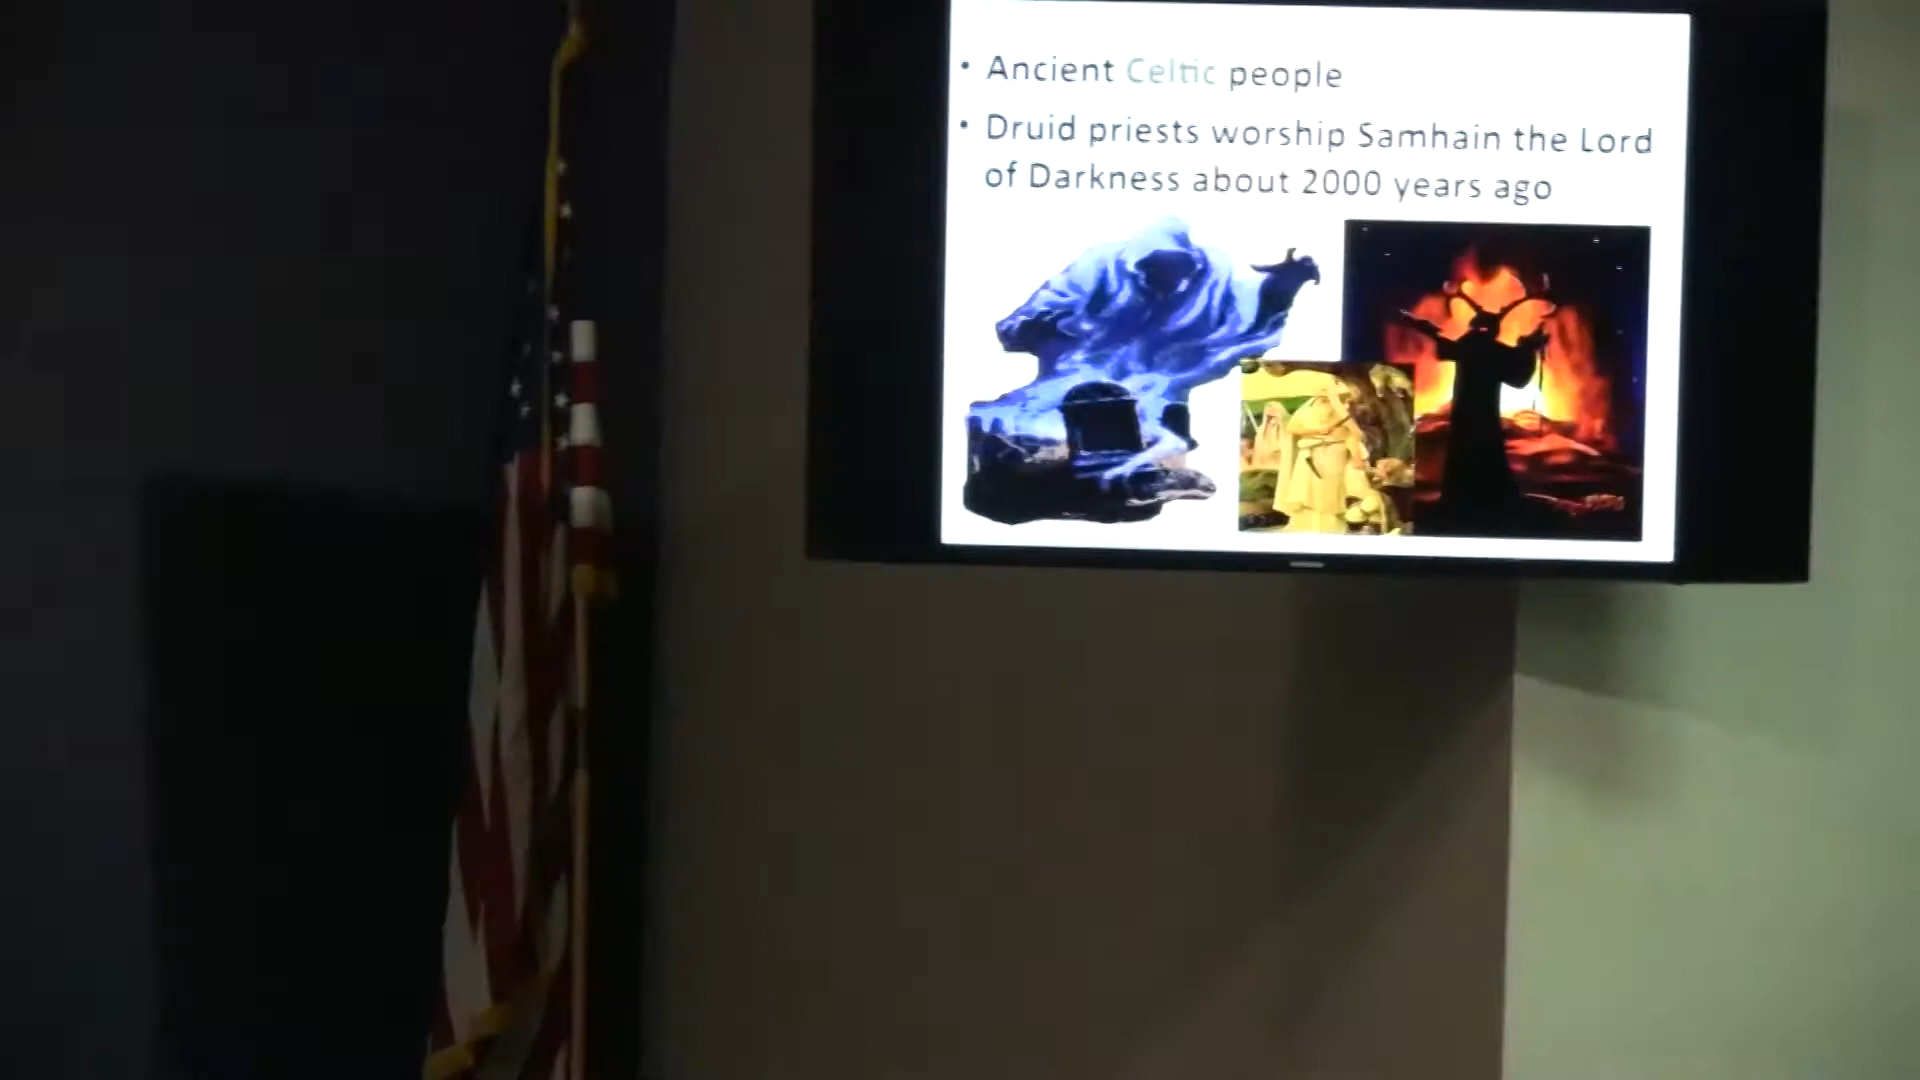 • Ancient Celtic people
• Druid priests worship Samhain the Lord
of Darkness about 2000 years ago